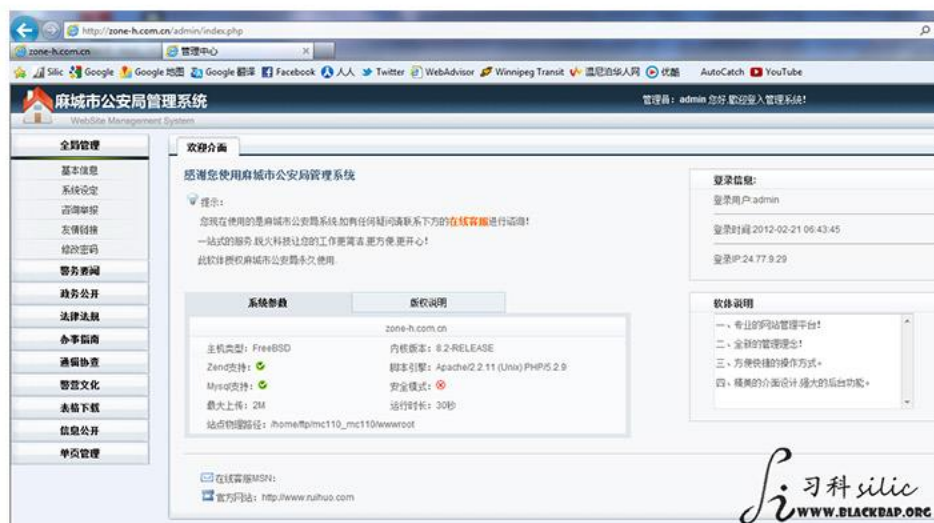 http://zone-h.com.cn/admin/index.php
zone-h.com.cn 管理中心
Silic Google Google 地图 Google 翻译 Facebook 人人 Twitter WebAdvisor Winnipeg Transit 温尼泊华人网 优酷 AutoCatch YouTube
麻城市公安局管理系统 管理员：admin 您好,欢迎登入管理系统!
WebSite Management System
全局管理
基本信息
系统设定
咨询举报
友情链接
修改密码
警务要闻
政务公开
法律法规
办事指南
通缉协查
警营文化
表格下载
信息公开
单页管理
欢迎介面
感谢您使用麻城市公安局管理系统
提示：
您现在使用的是麻城市公安局系统,如有任何疑问请联系下方的在线客服进行咨询!
一站式的服务,锐火科技让您的工作更简洁,更方便,更开心!
此软体授权麻城市公安局永久使用.
系统参数 版权说明
zone-h.com.cn
主机类型：FreeBSD 内核版本：8.2-RELEASE
Zend支持： 脚本引擎：Apache/2.2.11 (Unix) PHP/5.2.9
Mysql支持： 安全模式：
最大上传：2M 运行时长：30秒
站点物理路径：/home/ftp/mc110_mc110/wwwroot
在线客服MSN:
官方网站：http://www.ruihuo.com
登录信息:
登录用户:admin
登录时间:2012-02-21 06:43:45
登录IP:24.77.9.29
软体说明
一、专业的网站管理平台!
二、全新的管理理念!
三、方便快捷的操作方式。
四、精美的介面设计,强大的后台功能。
习科 silic
WWW.BLACKBAP.ORG